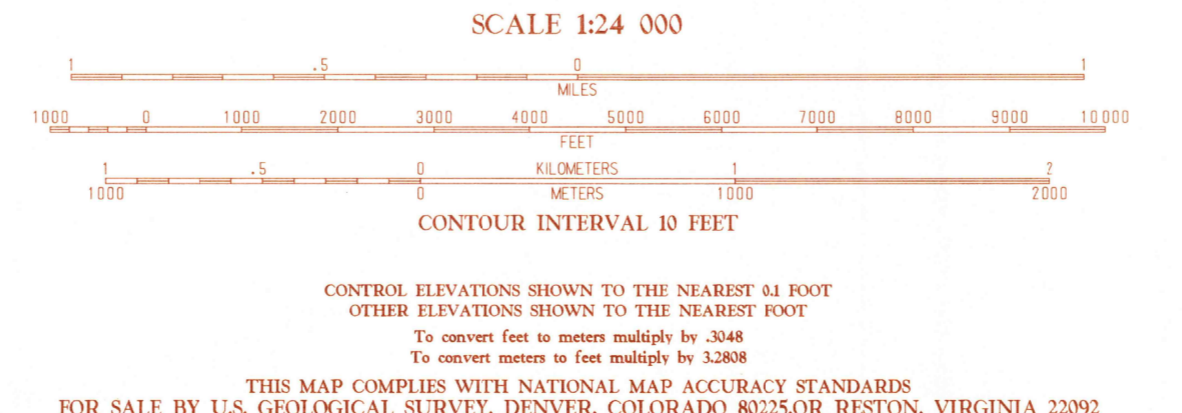 SCALE 1:24 000
1 .5 0 1
MILES
1000 0 1000 2000 3000 4000 5000 6000 7000 8000 9000 10 000
FEET
1 .5 0 KILOMETERS 1 2
1000 0 METERS 1000 2000
CONTOUR INTERVAL 10 FEET
CONTROL ELEVATIONS SHOWN TO THE NEAREST 0.1 FOOT
OTHER ELEVATIONS SHOWN TO THE NEAREST FOOT
To convert feet to meters multiply by .3048
To convert meters to feet multiply by 3.2808
THIS MAP COMPLIES WITH NATIONAL MAP ACCURACY STANDARDS
FOR SALE BY U.S. GEOLOGICAL SURVEY, DENVER, COLORADO 80225,OR RESTON, VIRGINIA 22092